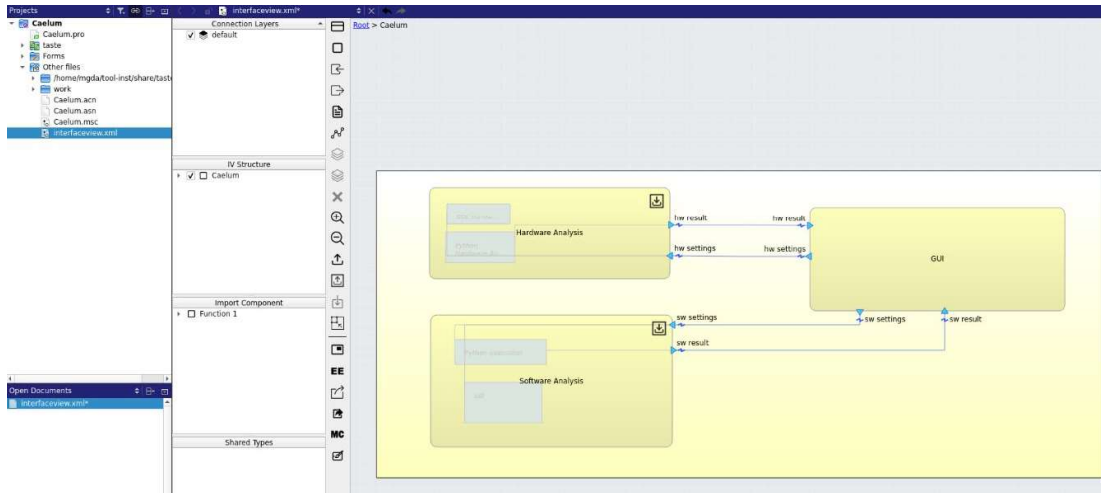 Projects
interfaceview.xml*
Caelum
Caelum.pro
taste
Forms
Other files
/home/mgda/tool-inst/share/taste
work
Caelum.acn
Caelum.asn
Caelum.msc
interfaceview.xml
Open Documents
interfaceview.xml*
Connection Layers
default
IV Structure
Caelum
Import Component
Function 1
Shared Types
EE
MC
Root > Caelum
Hardware Analysis
hw result
hw result
hw settings
hw settings
GUI
Software Analysis
sw settings
sw settings
sw result
sw result